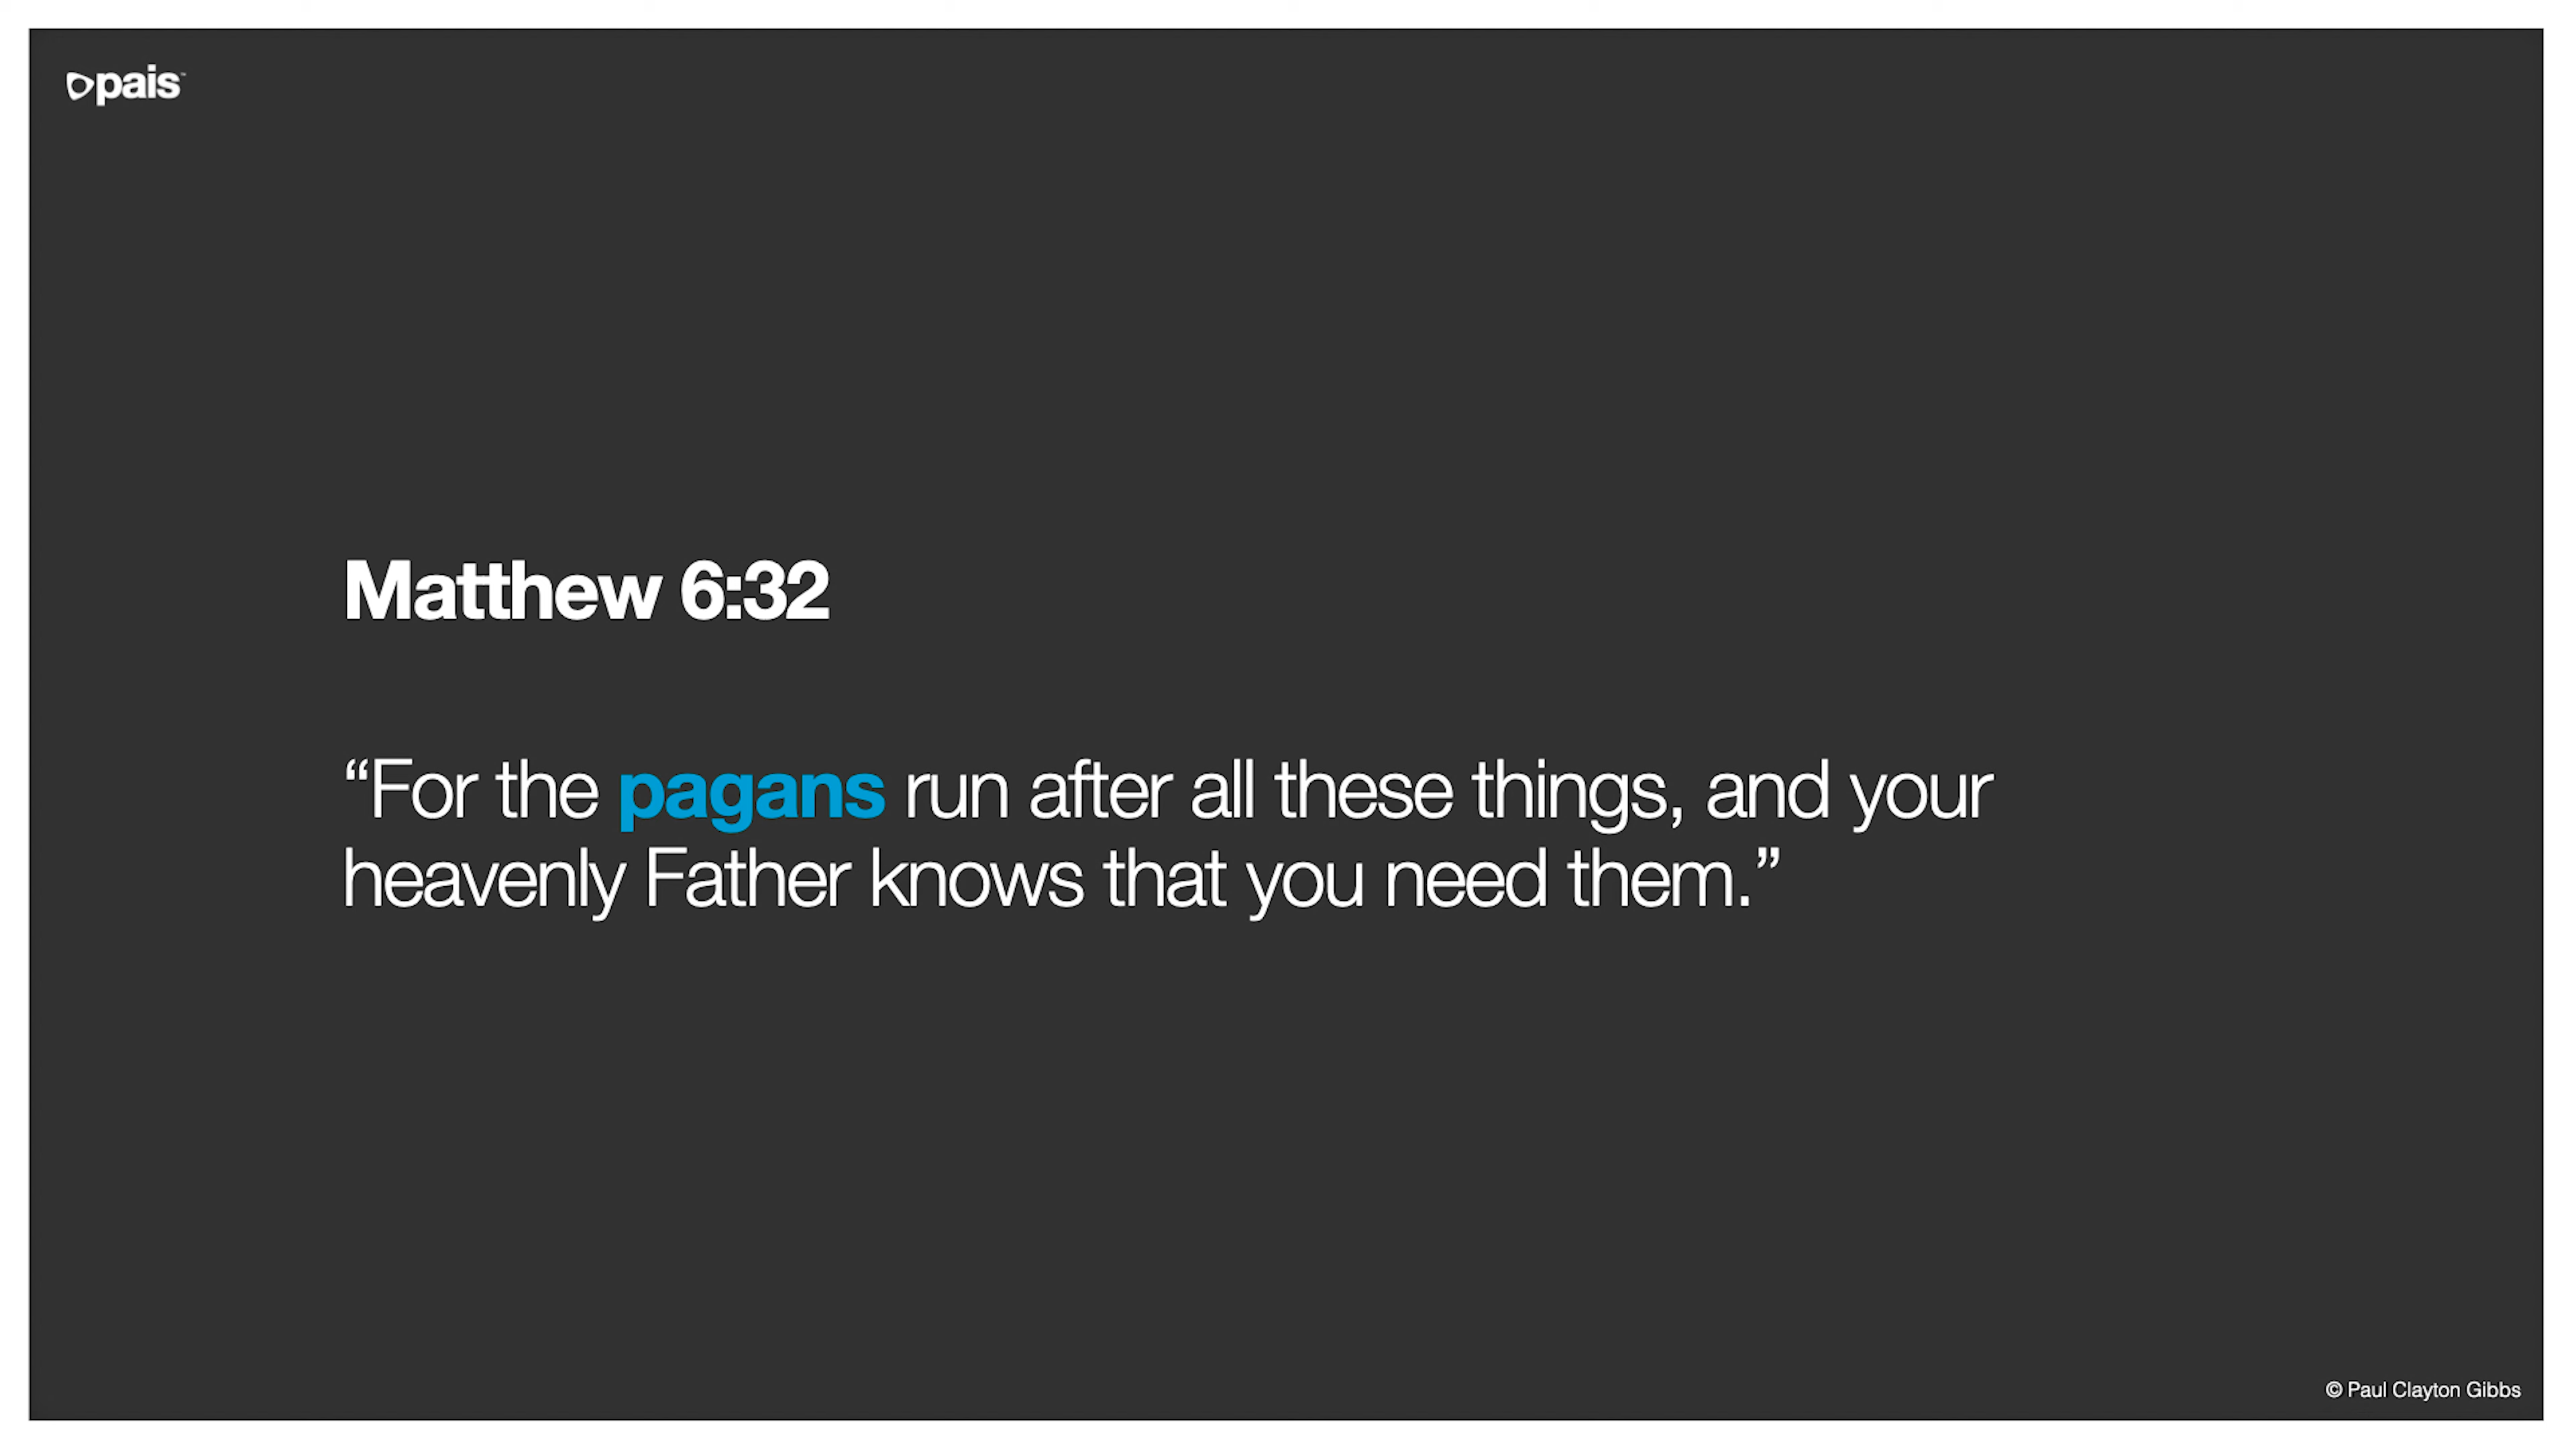 pais™
Matthew 6:32
“For the pagans run after all these things, and your
heavenly Father knows that you need them.”
© Paul Clayton Gibbs